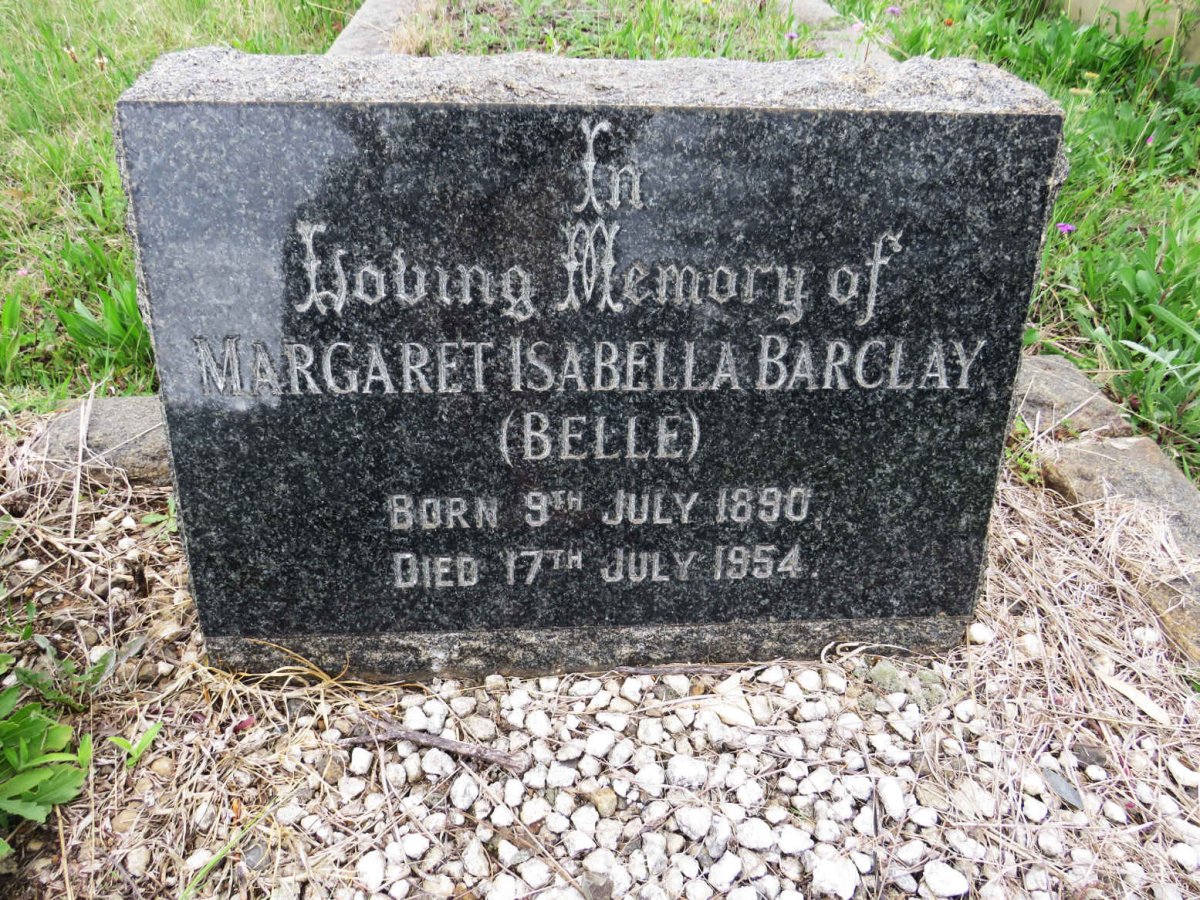 In
Loving Memory of
MARGARET ISABELLA BARCLAY
(BELLE)
BORN 9TH JULY 1890.
DIED 17TH JULY 1954.